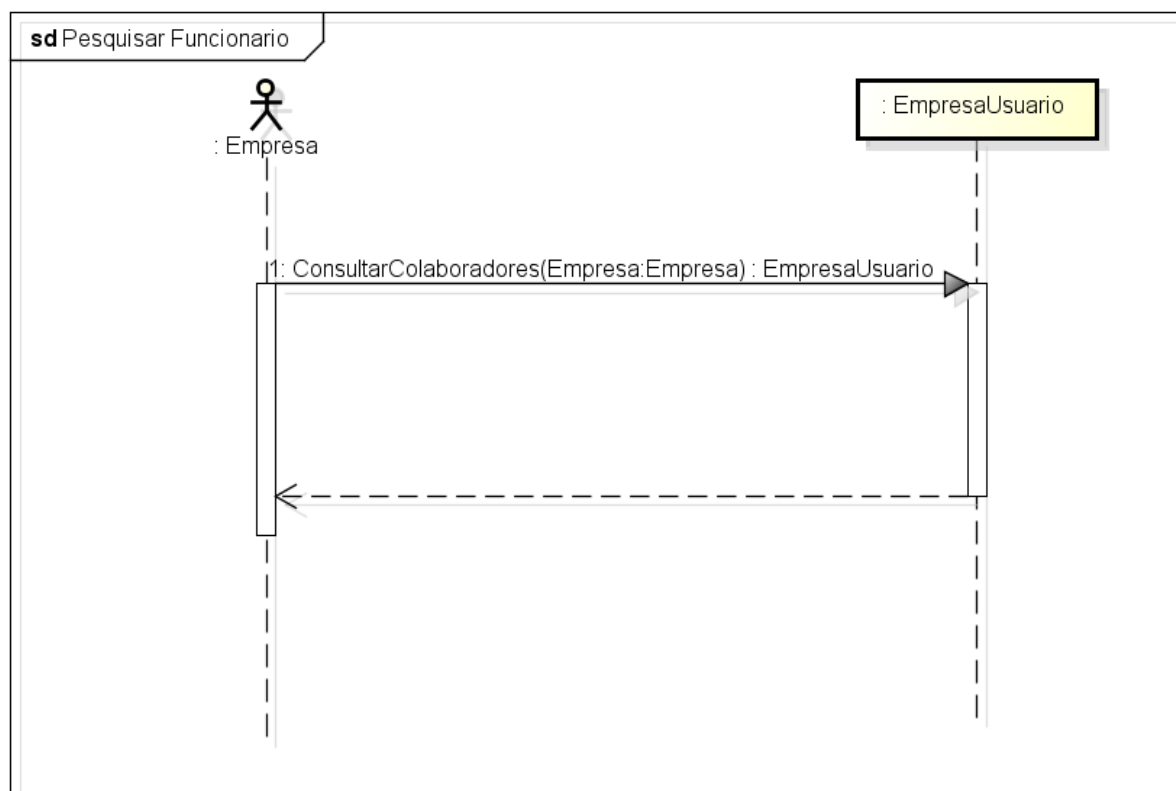 sd Pesquisar Funcionario
: Empresa
: EmpresaUsuario
1: ConsultarColaboradores(Empresa:Empresa) : EmpresaUsuario